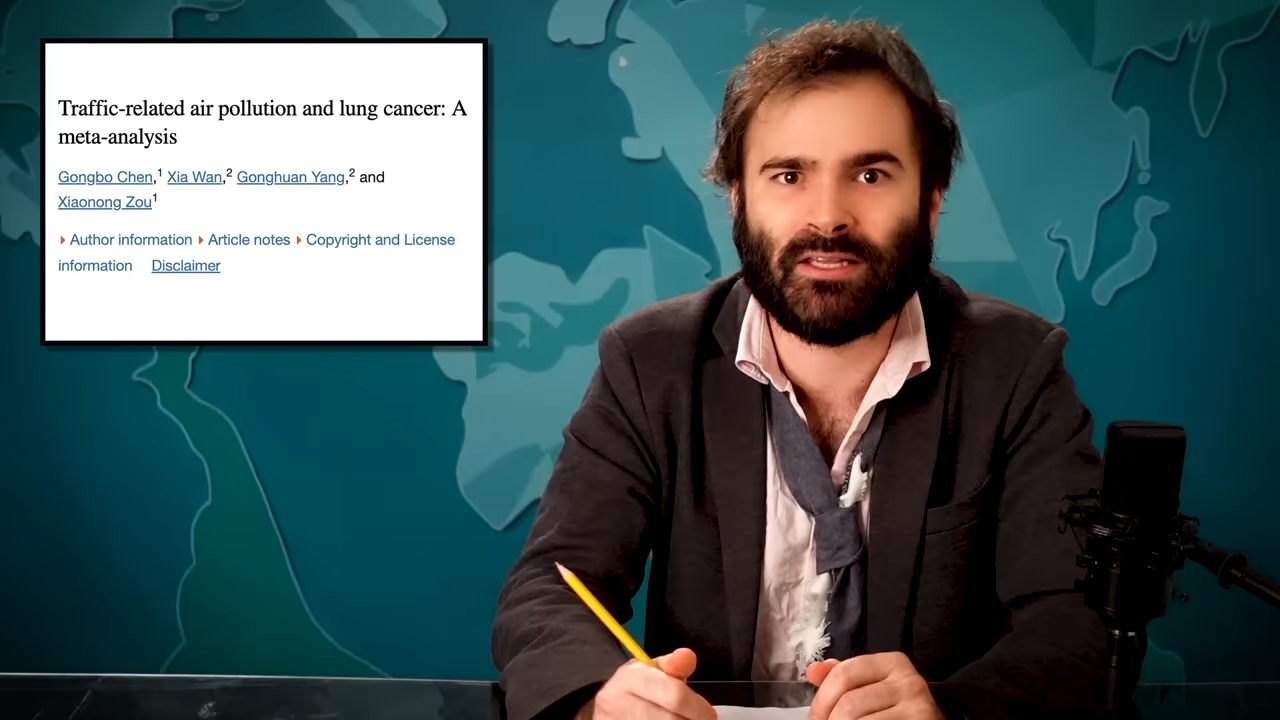 Traffic-related air pollution and lung cancer: A
meta-analysis
Gongbo Chen,1 Xia Wan,2 Gonghuan Yang,2 and
Xiaonong Zou1
Author information Article notes Copyright and License
information Disclaimer